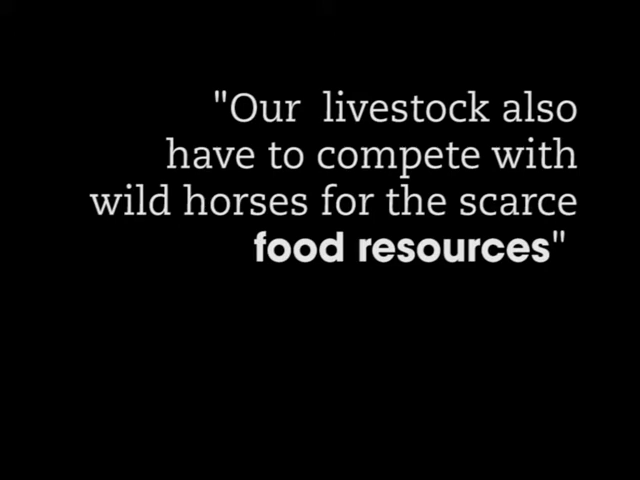 "Our  livestock also
have to compete with
wild horses for the scarce
food resources"